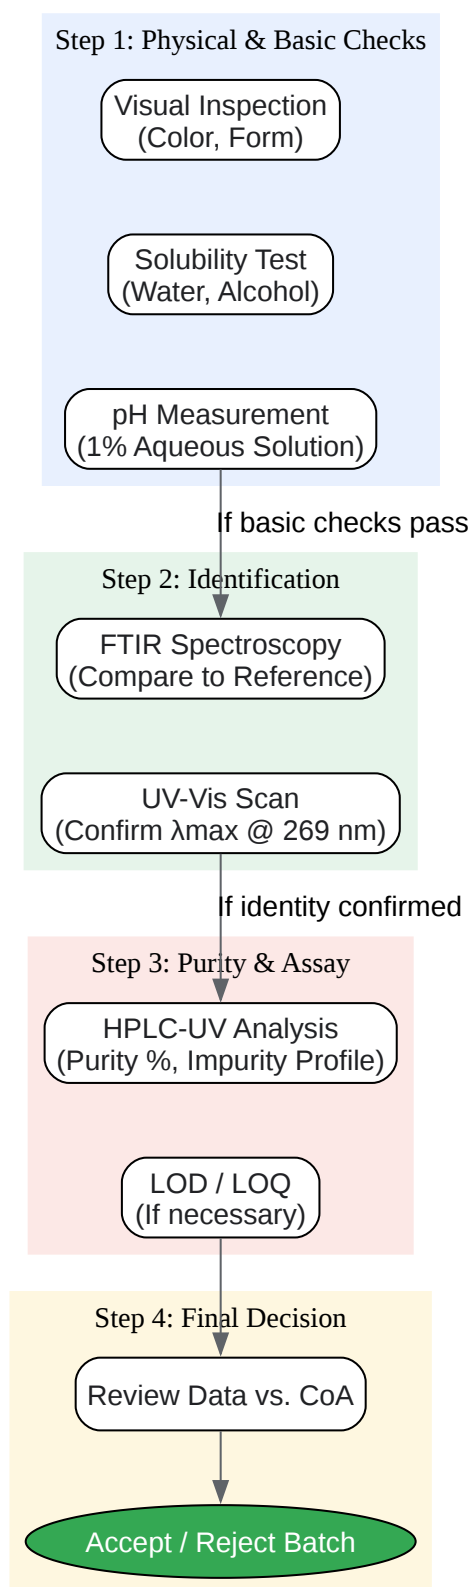 Step 1: Physical & Basic Checks
Visual Inspection
(Color, Form)
Solubility Test
(Water, Alcohol)
pH Measurement
(1% Aqueous Solution)
If basic checks pass
Step 2: Identification
FTIR Spectroscopy
(Compare to Reference)
UV-Vis Scan
(Confirm λmax @ 269 nm)
If identity confirmed
Step 3: Purity & Assay
HPLC-UV Analysis
(Purity %, Impurity Profile)
LOD / LOQ
(If necessary)
Step 4: Final Decision
Review Data vs. CoA
Accept / Reject Batch